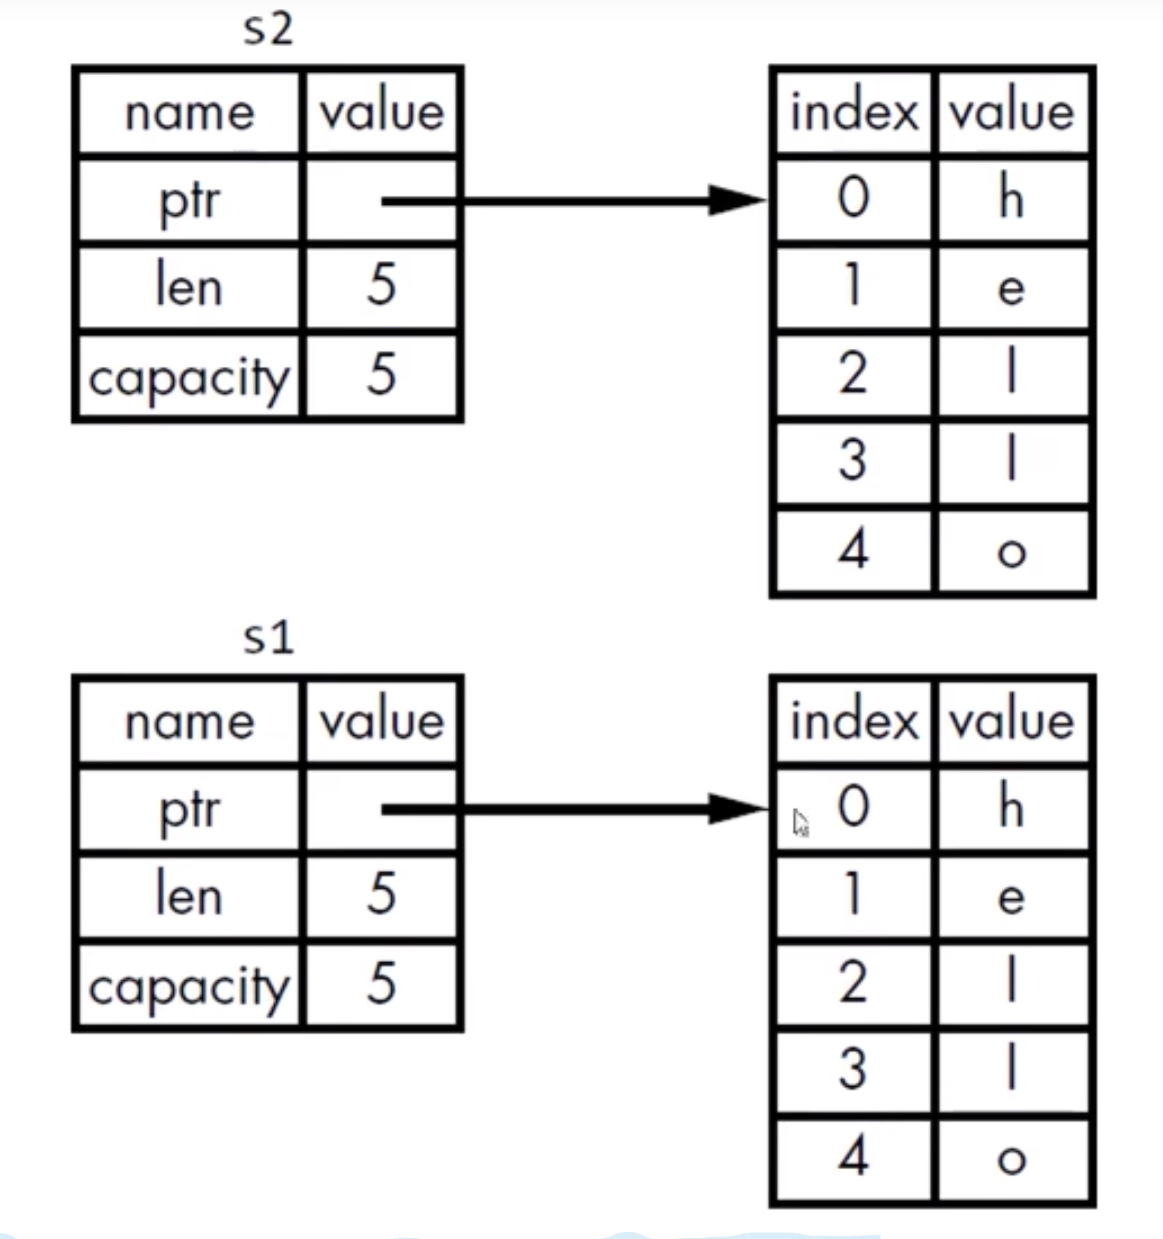 s2
name value
ptr
len 5
capacity 5
index value
0 h
1 e
2 l
3 l
4 o
s1
name value
ptr
len 5
capacity 5
index value
0 h
1 e
2 l
3 l
4 o